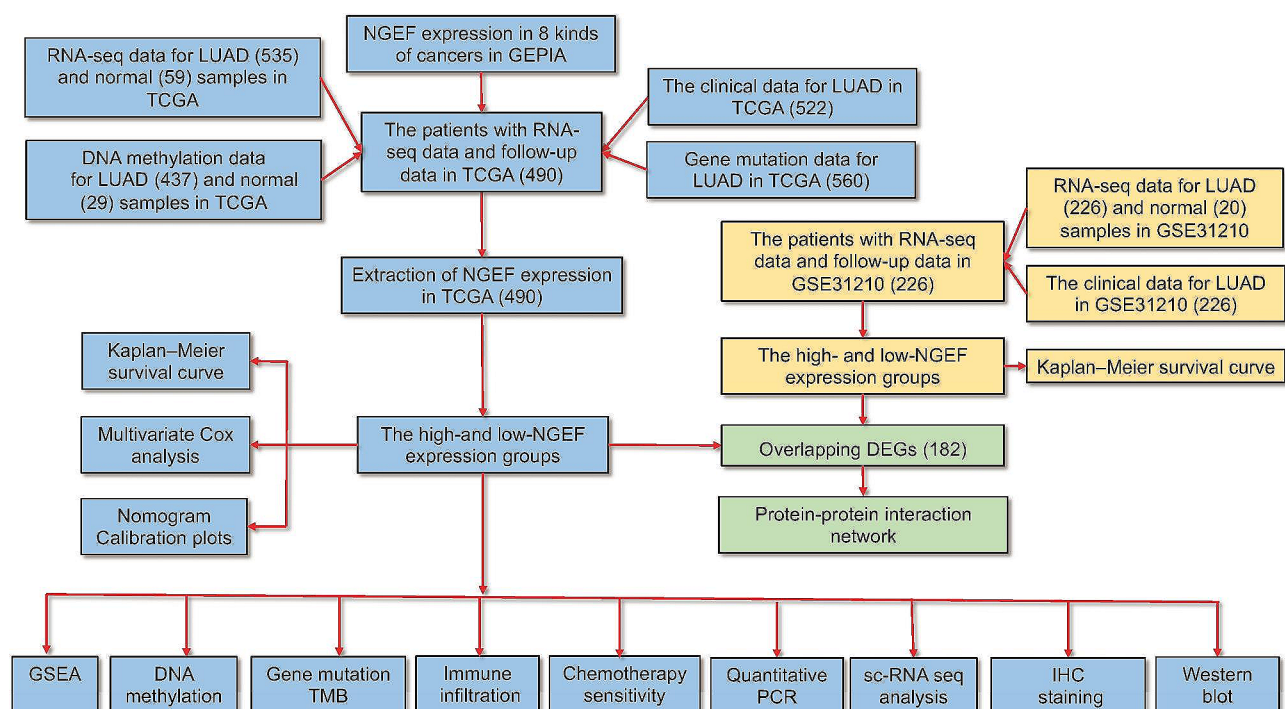 NGEF expression in 8 kinds
of cancers in GEPIA
RNA-seq data for LUAD (535)
and normal (59) samples in
TCGA
The clinical data for LUAD in
TCGA (522)
The patients with RNA-
seq data and follow-up
data in TCGA (490)
DNA methylation data
for LUAD (437) and normal
(29) samples in TCGA
Gene mutation data for
LUAD in TCGA (560)
RNA-seq data for LUAD
(226) and normal (20)
samples in GSE31210
The patients with RNA-seq
data and follow-up data in
GSE31210 (226)
Extraction of NGEF expression
in TCGA (490)
The clinical data for LUAD
in GSE31210 (226)
Kaplan–Meier
survival curve
The high- and low-NGEF
expression groups
Kaplan–Meier survival curve
Multivariate Cox
analysis
The high-and low-NGEF
expression groups
Overlapping DEGs (182)
Nomogram
Calibration plots
Protein-protein interaction
network
GSEA
DNA
methylation
Gene mutation
TMB
Immune
infiltration
Chemotherapy
sensitivity
Quantitative
PCR
sc-RNA seq
analysis
IHC
staining
Western
blot